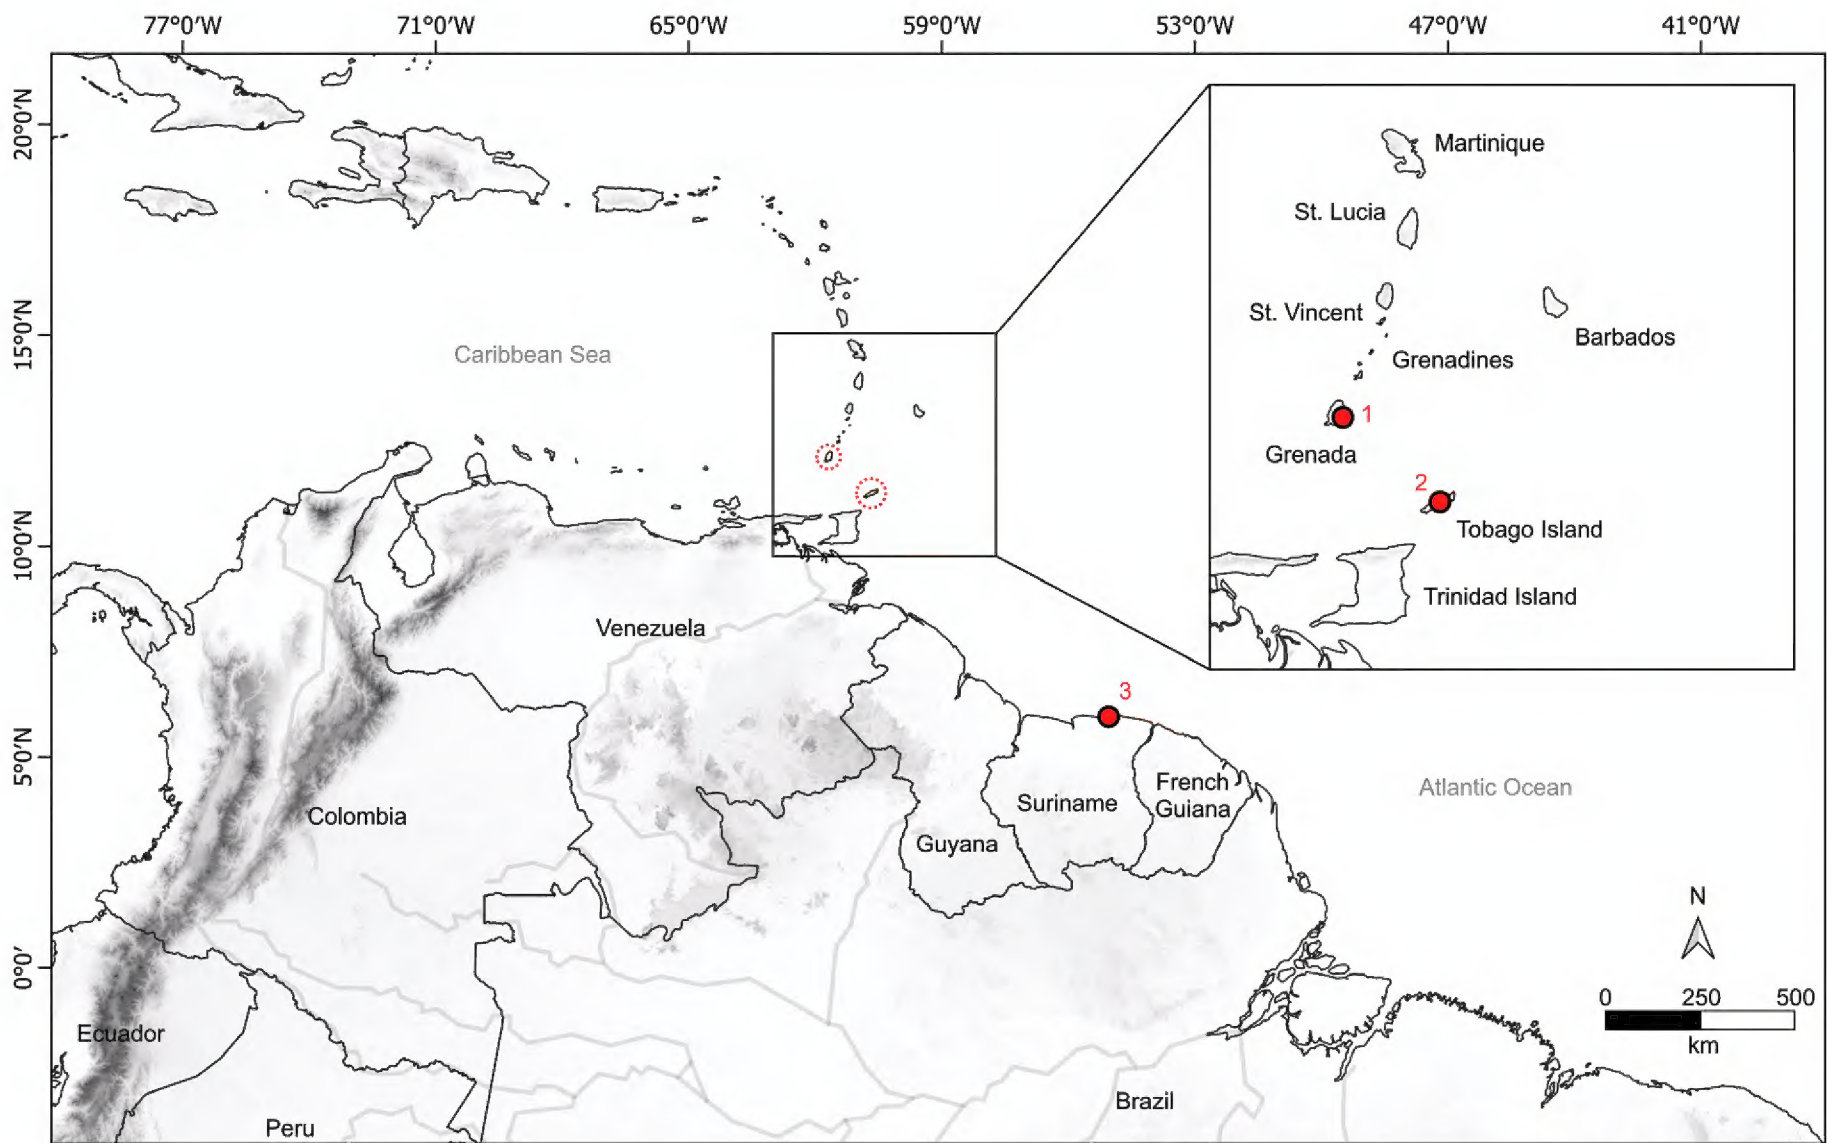 77°0'W 71°0'W 65°0'W 59°0'W 53°0'W 47°0'W 41°0'W
20°0'N
15°0'N
10°0'N
5°0'N
0°0'
Martinique
St. Lucia
St. Vincent
Barbados
Grenadines
1
Grenada
2
Tobago Island
Trinidad Island
Caribbean Sea
Venezuela
3
Colombia
Suriname
French
Guiana
Guyana
Atlantic Ocean
Ecuador
Peru
Brazil
N
0 250 500
km